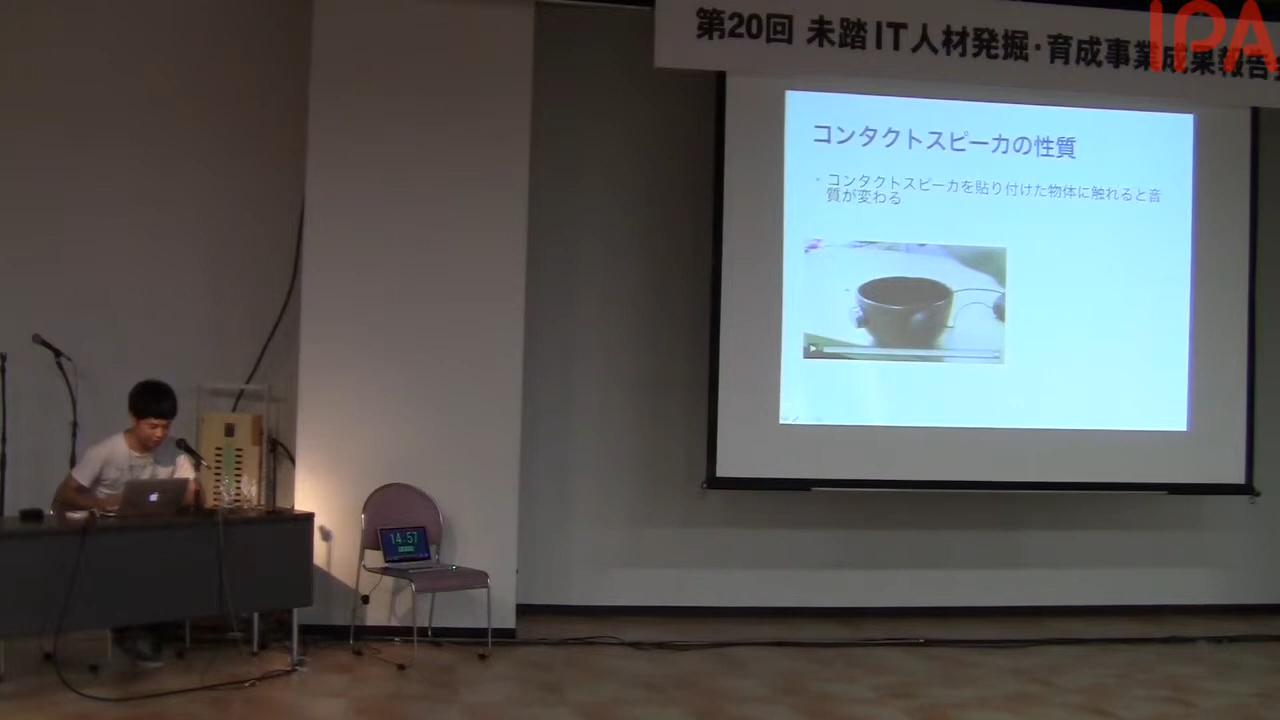 IPA
第20回 未踏IT人材発掘・育成事業成果報告会
コンタクトスピーカの性質
・コンタクトスピーカを貼り付けた物体に触れると音
質が変わる
14:57